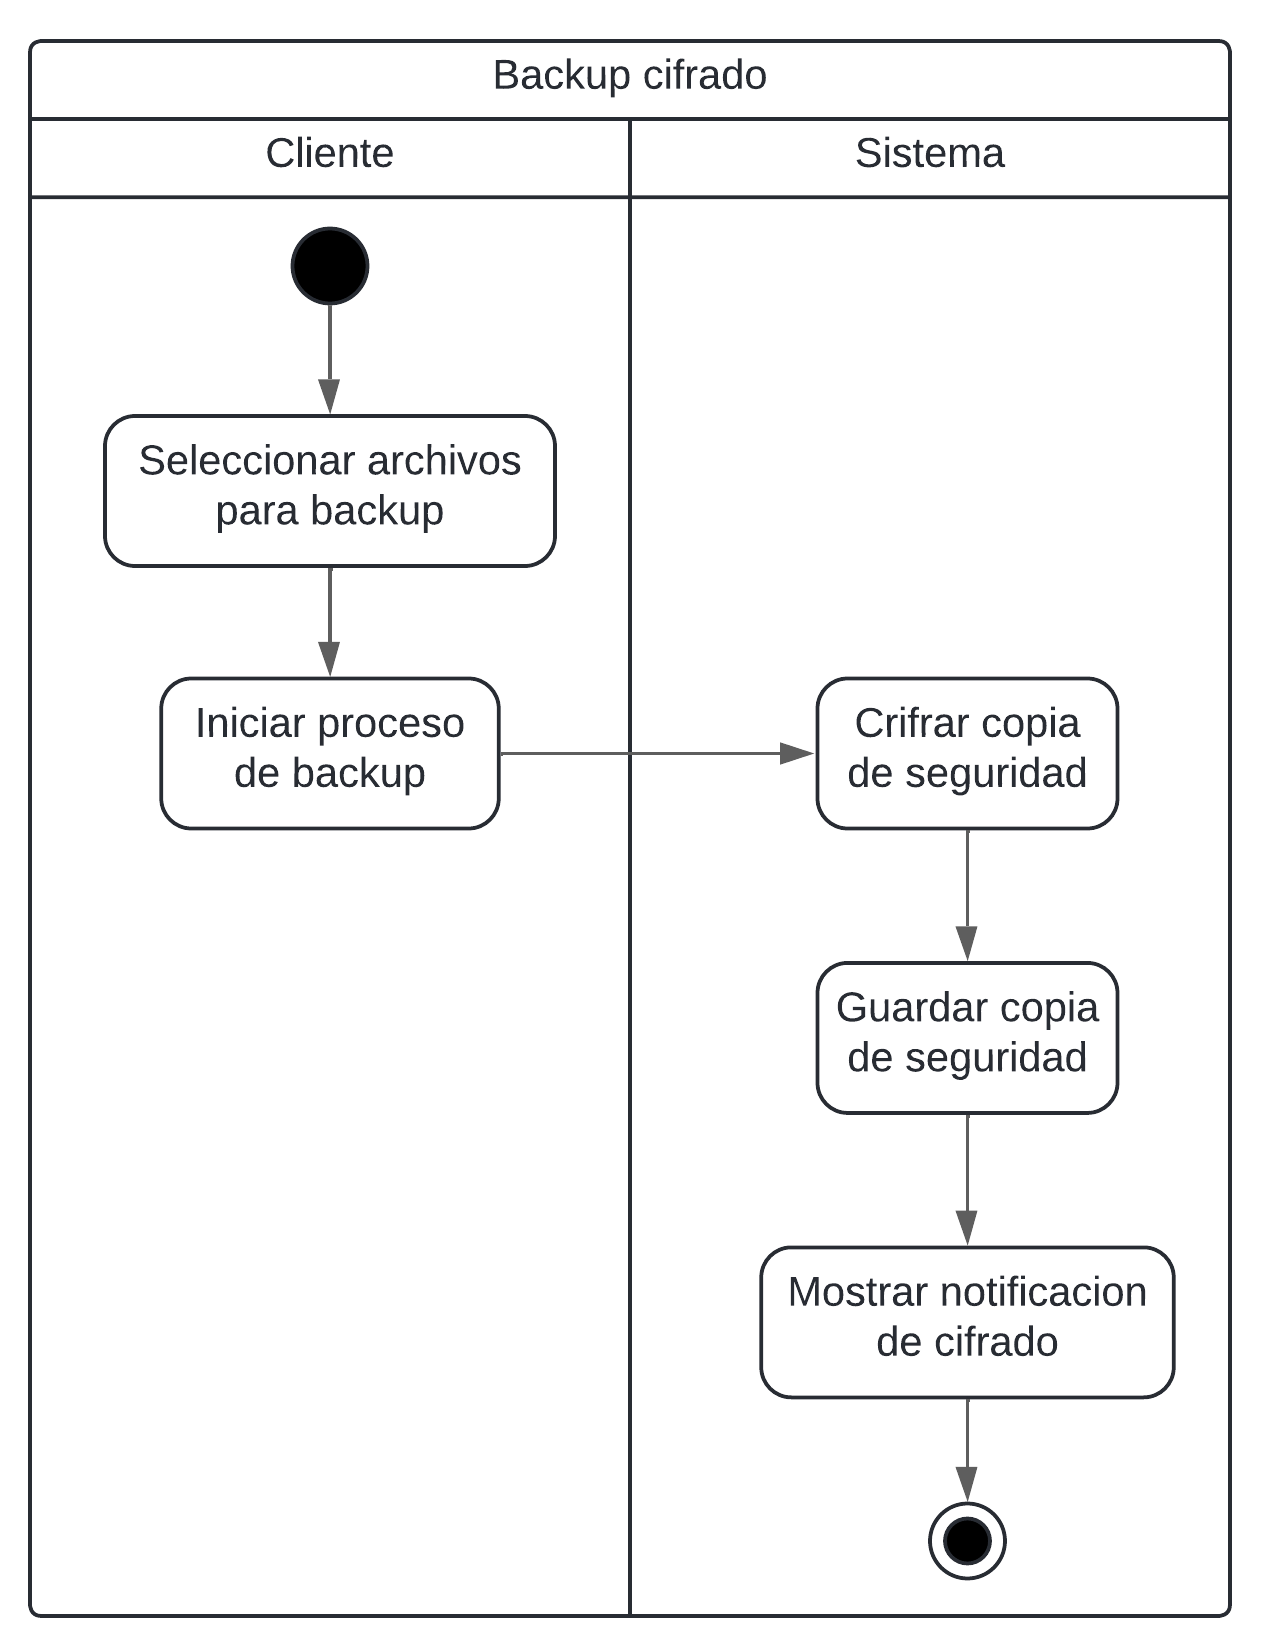 Backup cifrado
Cliente
Sistema
Seleccionar archivos
para backup
Iniciar proceso
de backup
Crifrar copia
de seguridad
Guardar copia
de seguridad
Mostrar notificacion
de cifrado